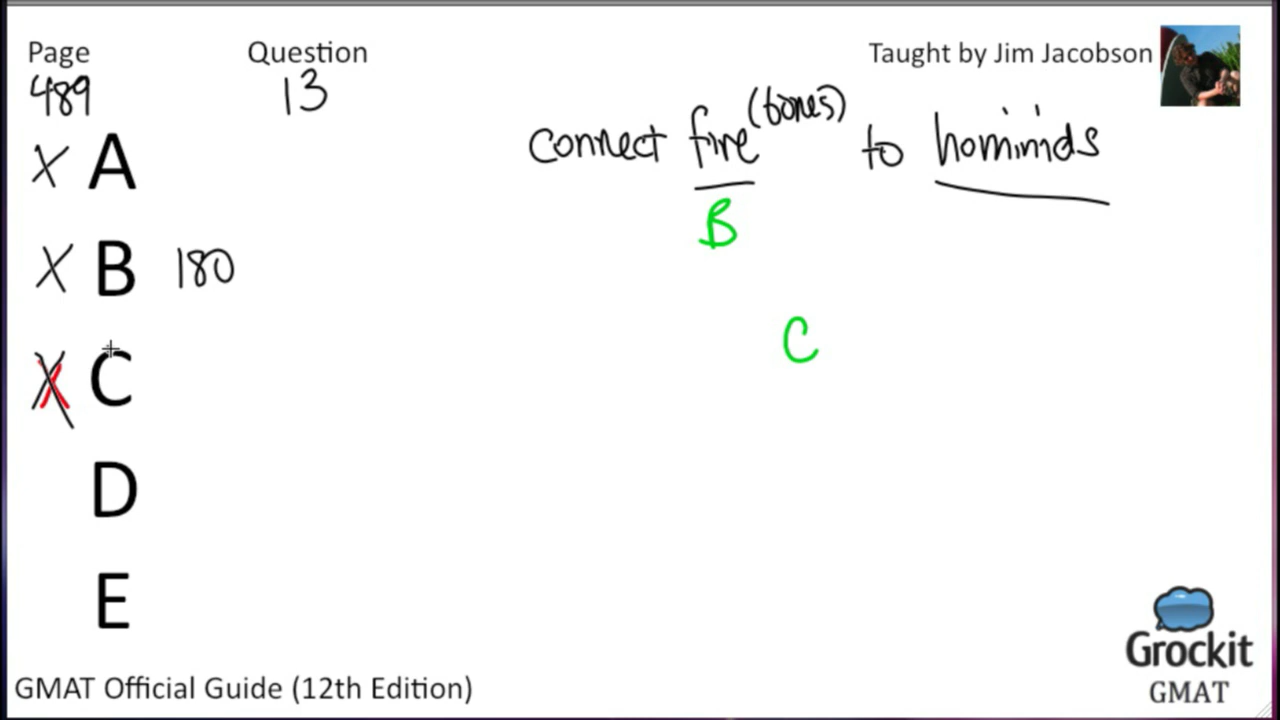 Page Question Taught by Jim Jacobson
489 13
connect fire (bones) to hominids
X A
B
X B 180
C
X C
D
E
Grockit
GMAT
GMAT Official Guide (12th Edition)